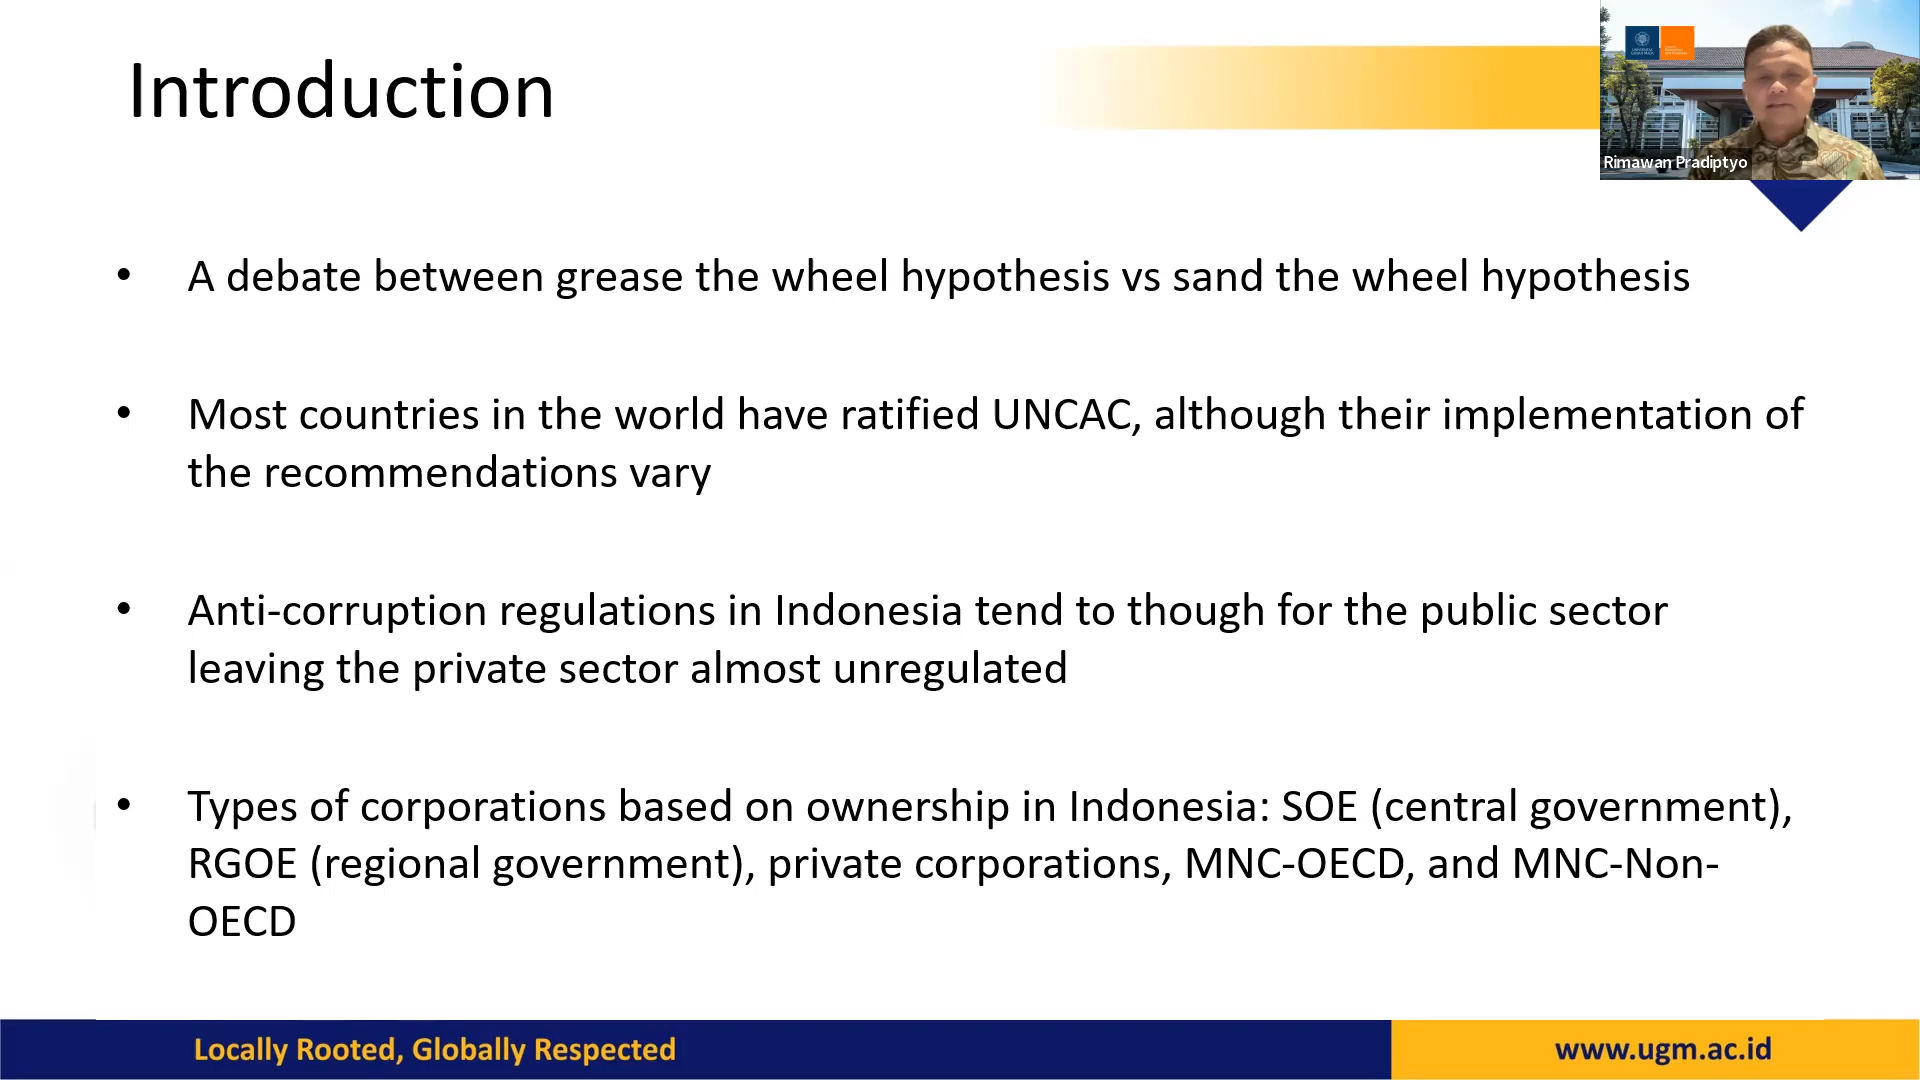 Introduction
Rimawan Pradiptyo
• A debate between grease the wheel hypothesis vs sand the wheel hypothesis
• Most countries in the world have ratified UNCAC, although their implementation of
the recommendations vary
• Anti-corruption regulations in Indonesia tend to though for the public sector
leaving the private sector almost unregulated
• Types of corporations based on ownership in Indonesia: SOE (central government),
RGOE (regional government), private corporations, MNC-OECD, and MNC-Non-
OECD
Locally Rooted, Globally Respected
www.ugm.ac.id